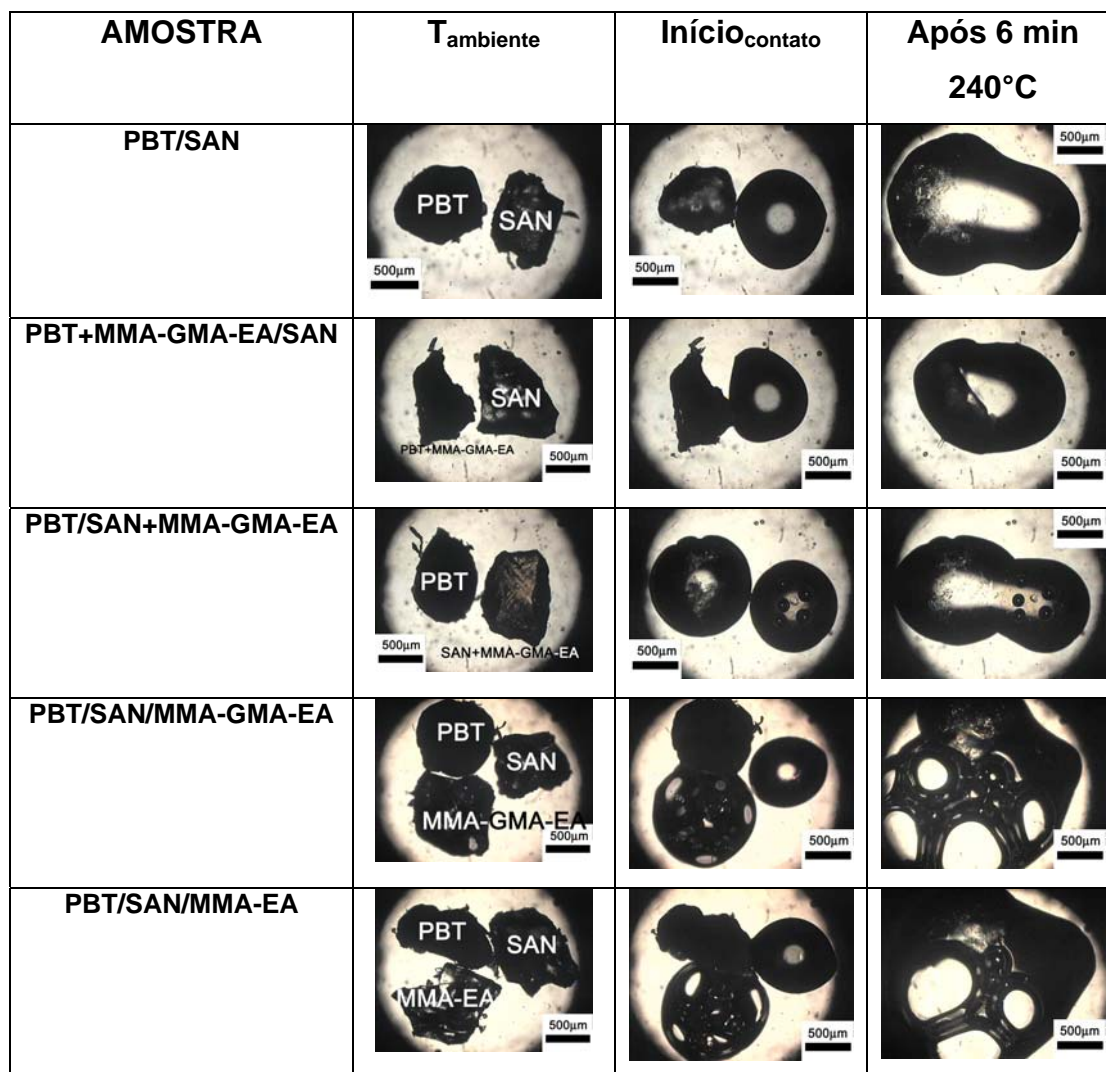 AMOSTRA
Tambiente
Iníciocontato
Após 6 min
240°C
PBT/SAN
PBT
SAN
500µm
500µm
500µm
PBT+MMA-GMA-EA/SAN
SAN
PBT+MMA-GMA-EA
500µm
500µm
500µm
PBT/SAN+MMA-GMA-EA
PBT
500µm
SAN+MMA-GMA-EA
500µm
500µm
PBT/SAN/MMA-GMA-EA
PBT
SAN
MMA-GMA-EA
500µm
500µm
500µm
PBT/SAN/MMA-EA
PBT
SAN
MMA-EA
500µm
500µm
500µm